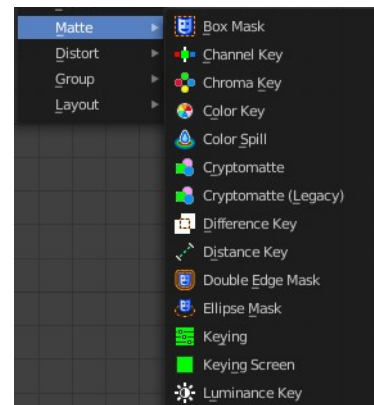 Matte
Distort
Group
Layout
Box Mask
Channel Key
Chroma Key
Color Key
Color Spill
Cryptomatte
Cryptomatte (Legacy)
Difference Key
Distance Key
Double Edge Mask
Ellipse Mask
Keying
Keying Screen
Luminance Key